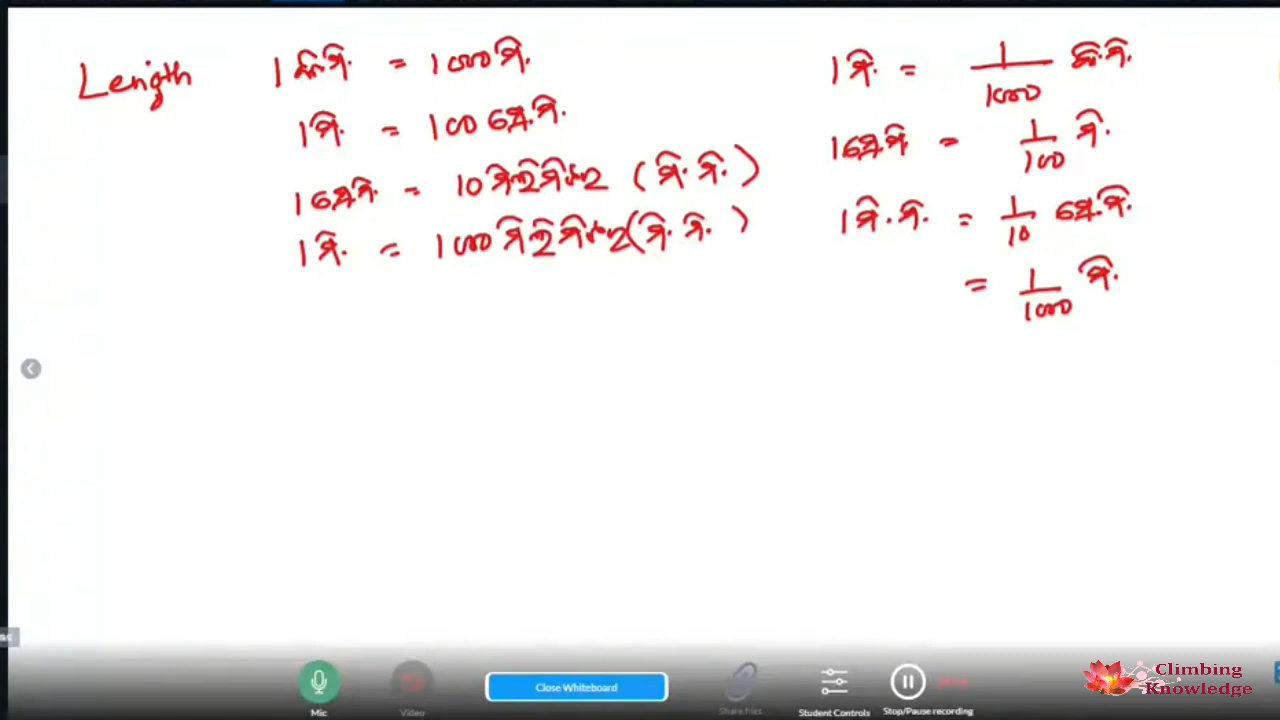 Length
1 କି.ମି. = 1000 ମି.
1 ମି. = 100 ସେ.ମି.
1 ସେ.ମି. = 10 ମିଲିମିଟର (ମି. ମି.)
1 ମି. = 1000 ମିଲିମିଟର (ମି. ମି.)
1 ମି. = 1/1000 କି.ମି.
1 ସେ.ମି. = 1/100 ମି.
1 ମି.ମି. = 1/10 ସେ.ମି.
= 1/1000 ମି.
Mic
Video
Close Whiteboard
Share files
Student Controls
Stop/Pause recording
Climbing
Knowledge